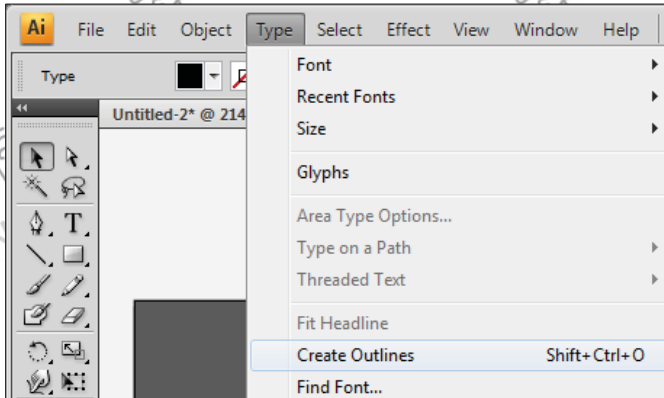 Ai File Edit Object Type Select Effect View Window Help
Type
Untitled-2* @ 214
Font
Recent Fonts
Size
Glyphs
Area Type Options...
Type on a Path
Threaded Text
Fit Headline
Create Outlines Shift+Ctrl+O
Find Font...